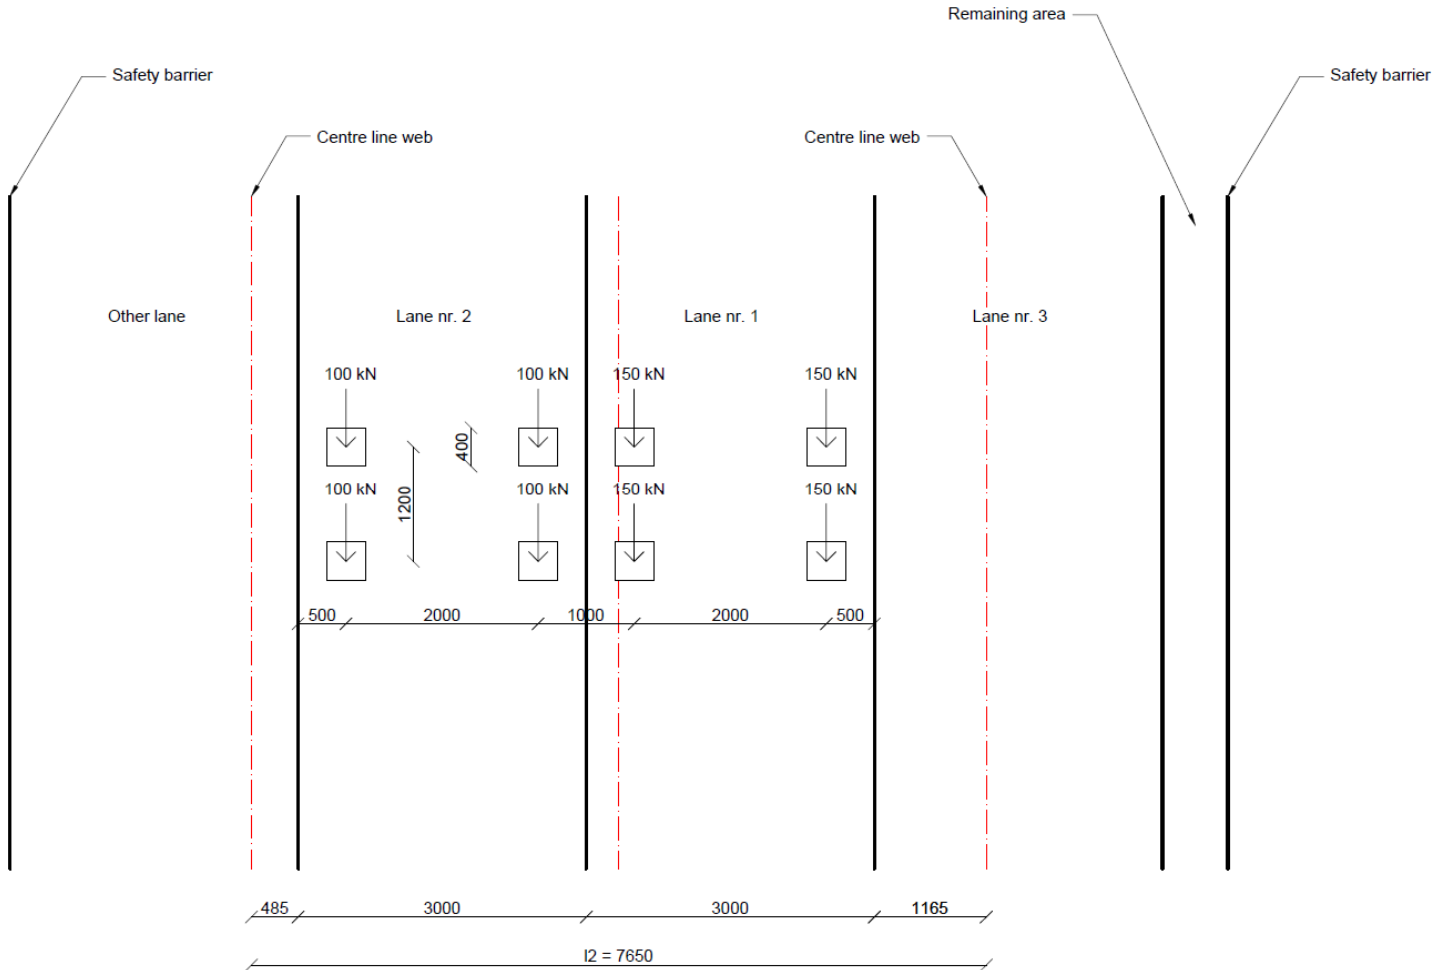 Remaining area
Safety barrier
Safety barrier
Centre line web
Centre line web
Other lane
Lane nr. 2
Lane nr. 1
Lane nr. 3
100 kN
100 kN
150 kN
150 kN
400
100 kN
100 kN
150 kN
150 kN
1200
500
2000
1000
2000
500
485
3000
3000
1165
l2 = 7650